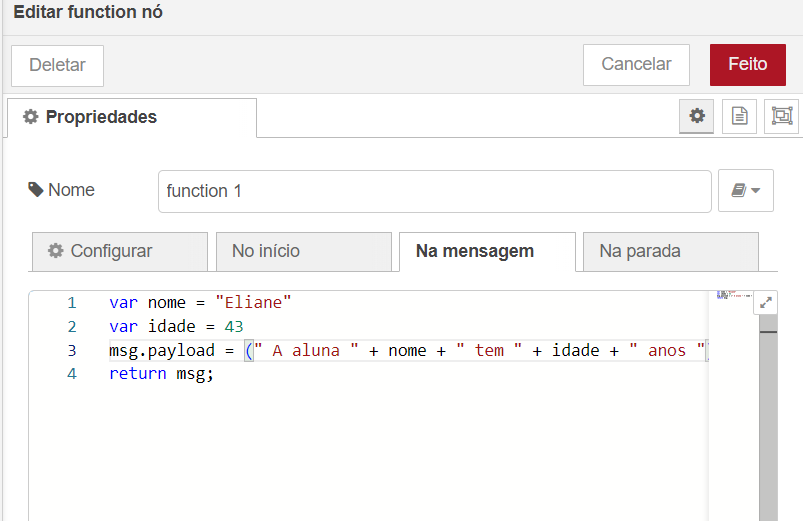 Editar function nó
Deletar
Cancelar
Feito
Propriedades
Nome
function 1
Configurar
No início
Na mensagem
Na parada
1 var nome = "Eliane"
2 var idade = 43
3 msg.payload = (" A aluna " + nome + " tem " + idade + " anos ")
4 return msg;